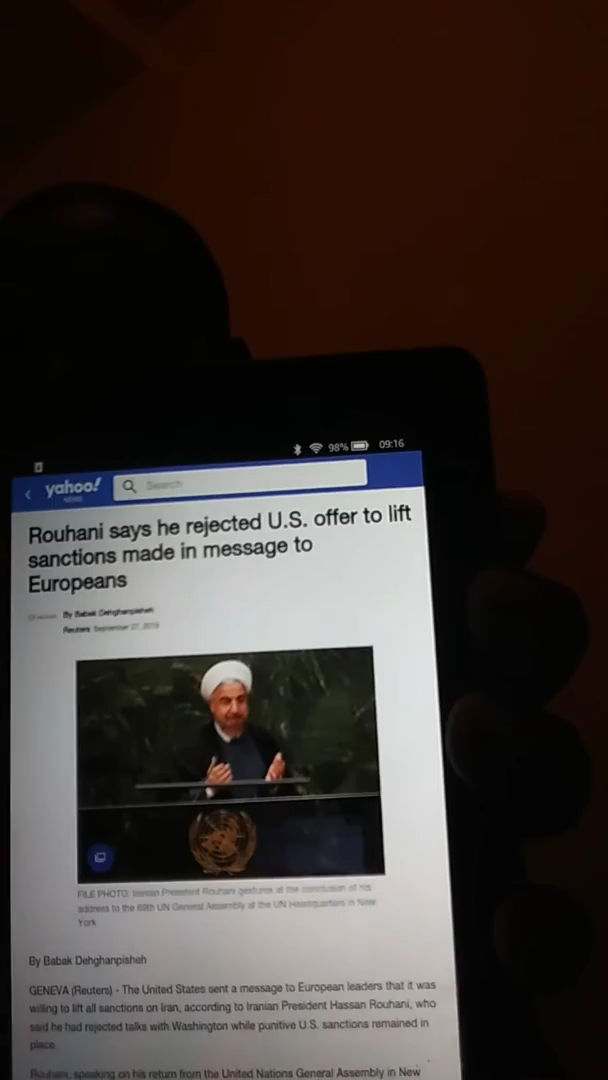 98% 09:16
yahoo!
NEWS
Search
Rouhani says he rejected U.S. offer to lift
sanctions made in message to
Europeans
By Babak Dehghanpisheh
Reuters September 27, 2019
FILE PHOTO: Iranian President Rouhani gestures at the conclusion of his
address to the 69th UN General Assembly at the UN Headquarters in New
York
By Babak Dehghanpisheh
GENEVA (Reuters) - The United States sent a message to European leaders that it was
willing to lift all sanctions on Iran, according to Iranian President Hassan Rouhani, who
said he had rejected talks with Washington while punitive U.S. sanctions remained in
place.
Rouhani, speaking on his return from the United Nations General Assembly in New